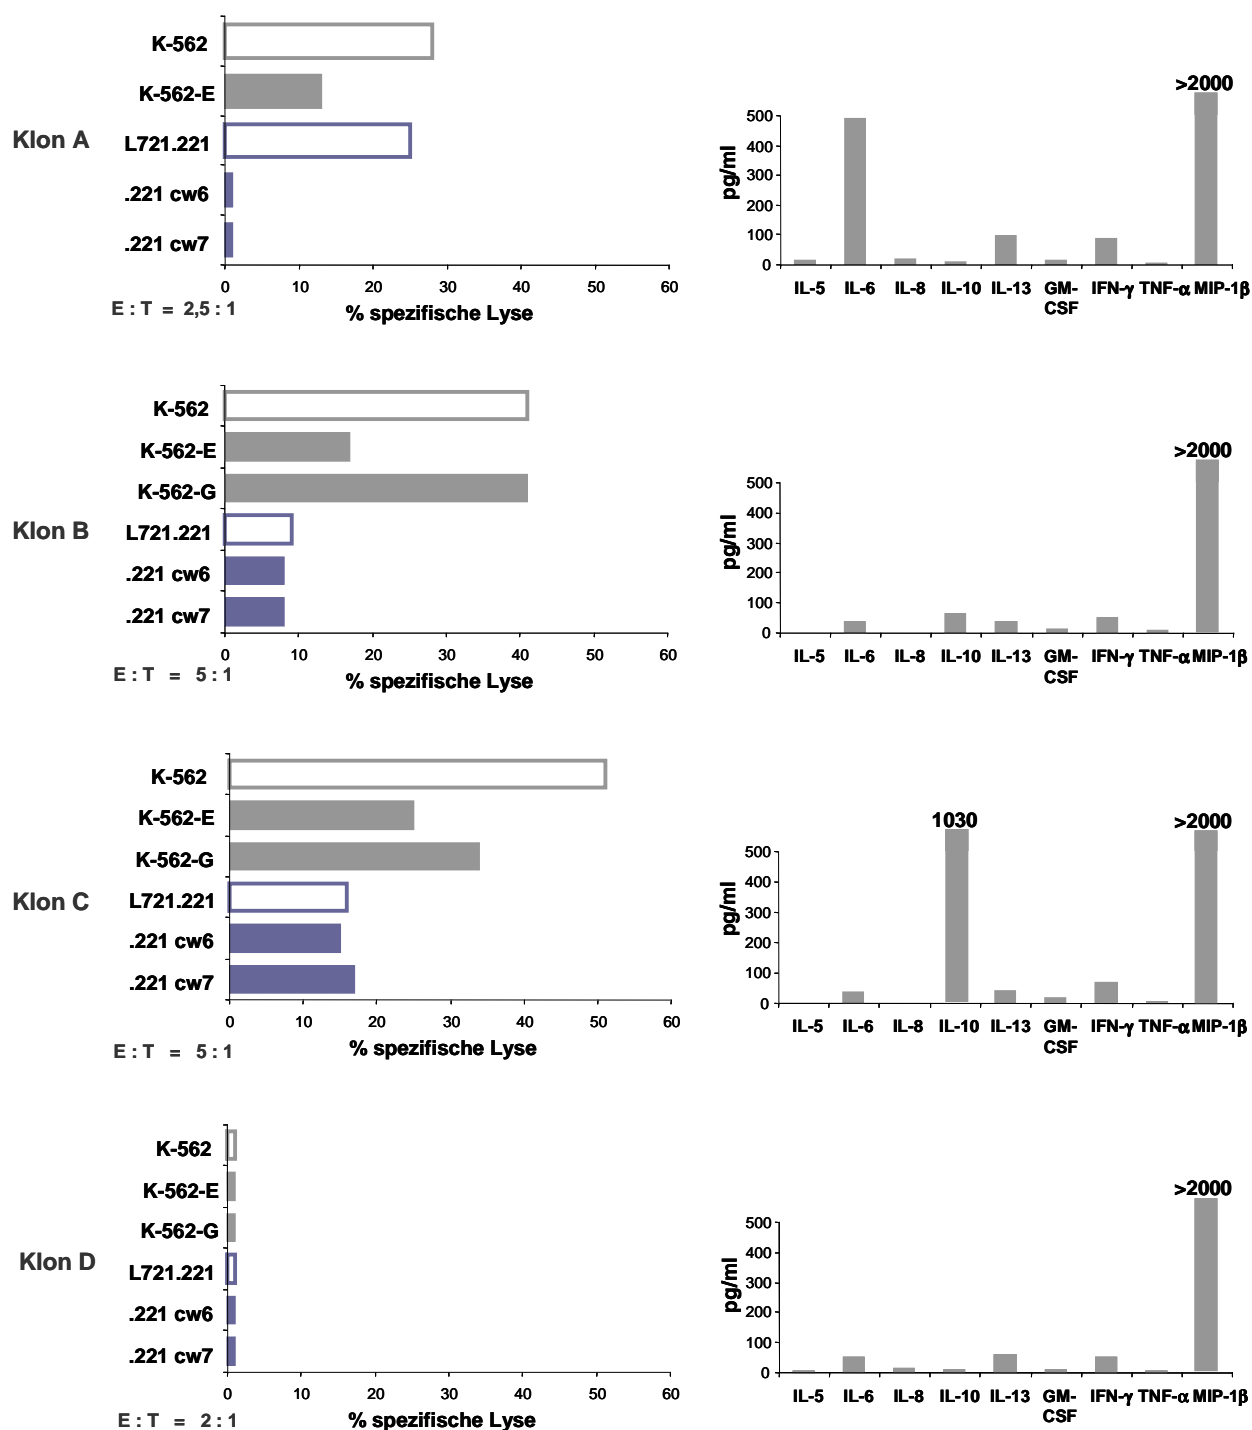 Klon A
K-562
K-562-E
L721.221
.221 cw6
.221 cw7
0 10 20 30 40 50 60
E : T = 2,5 : 1
% spezifische Lyse
>2000
pg/ml
500
400
300
200
100
0
IL-5 IL-6 IL-8 IL-10 IL-13 GM-CSF IFN-γ TNF-α MIP-1β
Klon B
K-562
K-562-E
K-562-G
L721.221
.221 cw6
.221 cw7
0 10 20 30 40 50 60
E : T = 5 : 1
% spezifische Lyse
>2000
pg/ml
500
400
300
200
100
0
IL-5 IL-6 IL-8 IL-10 IL-13 GM-CSF IFN-γ TNF-α MIP-1β
Klon C
K-562
K-562-E
K-562-G
L721.221
.221 cw6
.221 cw7
0 10 20 30 40 50 60
E : T = 5 : 1
% spezifische Lyse
1030
>2000
pg/ml
500
400
300
200
100
0
IL-5 IL-6 IL-8 IL-10 IL-13 GM-CSF IFN-γ TNF-α MIP-1β
Klon D
K-562
K-562-E
K-562-G
L721.221
.221 cw6
.221 cw7
0 10 20 30 40 50 60
E : T = 2 : 1
% spezifische Lyse
>2000
pg/ml
500
400
300
200
100
0
IL-5 IL-6 IL-8 IL-10 IL-13 GM-CSF IFN-γ TNF-α MIP-1β